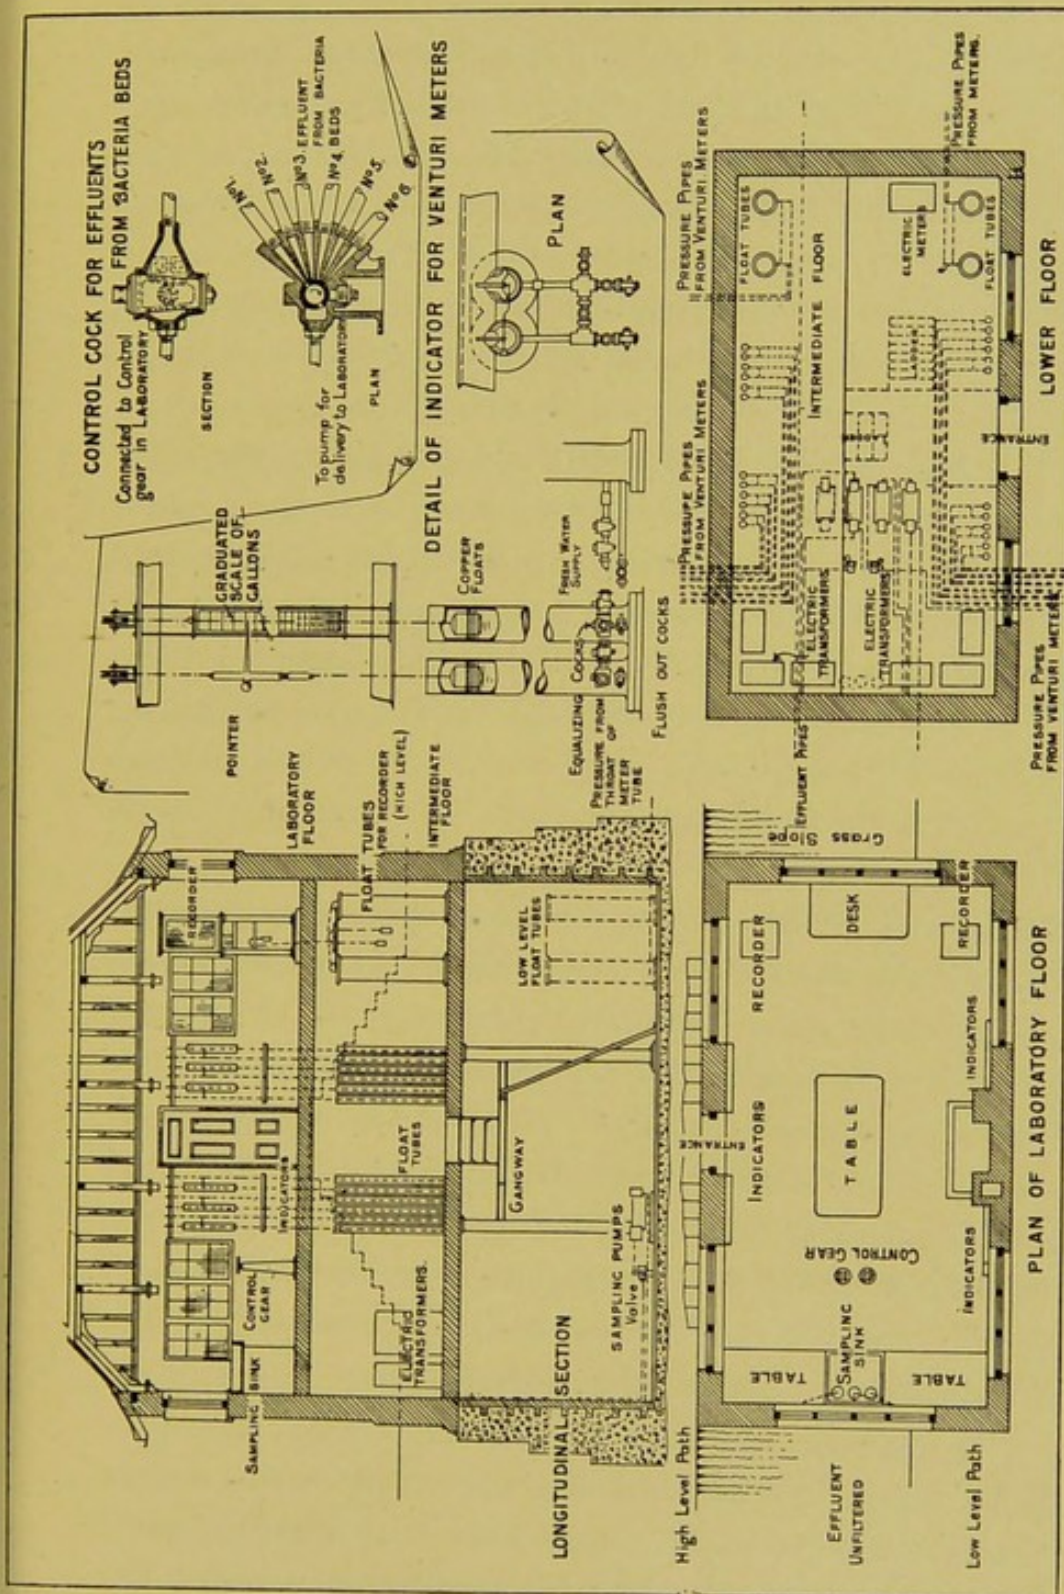 CONTROL COCK FOR EFFLUENTS
FROM BACTERIA BEDS
Connected to Control
gear in LABORATORY
SECTION
No1.
No2.
No3. EFFLUENT
FROM BACTERIA
No4. BEDS
No5.
No6
To pump for
delivery to LABORATORY
PLAN
DETAIL OF INDICATOR FOR VENTURI METERS
GRADUATED
SCALE OF
GALLONS
POINTER
COPPER
FLOATS
PLAN
FRESH WATER
SUPPLY
EQUALIZING COCKS
PRESSURE FROM
THROAT OF
METER
TUBE
FLUSH OUT COCKS
RECORDER
LABORATORY
FLOOR
FLOAT TUBES
FOR RECORDER
(HIGH LEVEL)
INTERMEDIATE
FLOOR
INDICATORS
CONTROL
GEAR
SAMPLING SINK
FLOAT
TUBES
ELECTRIC
TRANSFORMERS.
LOW LEVEL
FLOAT TUBES
GANGWAY
SAMPLING PUMPS
Valve
LONGITUDINAL SECTION
High Level Path
Grass
Slope
ENTRANCE
RECORDER
DESK
RECORDER
INDICATORS
TABLE
INDICATORS
CONTROL GEAR
INDICATORS
TABLE
SAMPLING
SINK
TABLE
EFFLUENT
UNFILTERED
Low Level Path
PLAN OF LABORATORY FLOOR
PRESSURE PIPES
FROM VENTURI METERS
PRESSURE PIPES
FROM VENTURI METERS
PRESSURE PIPES
FROM METERS.
FLOAT TUBES
INTERMEDIATE FLOOR
ELECTRIC
METERS
FLOAT TUBES
LADDER
ENTRANCE
ELECTRIC
TRANSFORMERS
ELECTRIC
TRANSFORMERS
EFFLUENT PIPES
PRESSURE PIPES
FROM VENTURI METERS
LOWER FLOOR